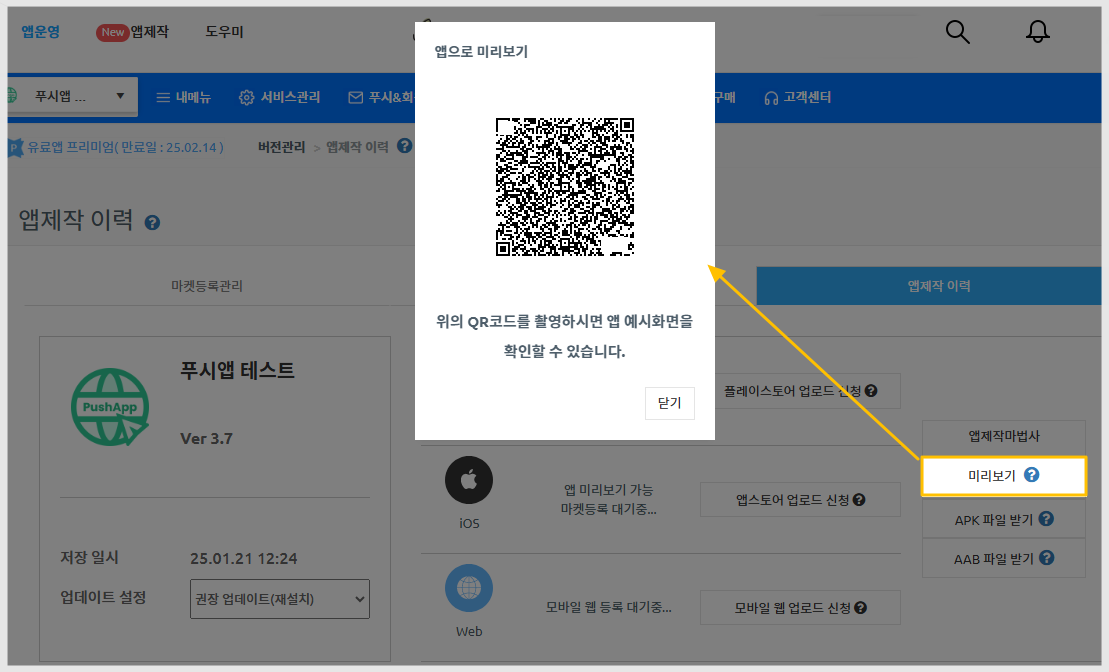 앱운영
New 앱제작
도우미
푸시앱 ...
내메뉴
서비스관리
푸시&회
구매
고객센터
유료앱 프리미엄( 만료일 : 25.02.14 )
버전관리 > 앱제작 이력
앱제작 이력
마켓등록관리
앱제작 이력
앱으로 미리보기
위의 QR코드를 촬영하시면 앱 예시화면을
확인할 수 있습니다.
닫기
PushApp
푸시앱 테스트
Ver 3.7
저장 일시
25.01.21 12:24
업데이트 설정
권장 업데이트(재설치)
플레이스토어 업로드 신청
iOS
앱 미리보기 가능
마켓등록 대기중...
앱스토어 업로드 신청
Web
모바일 웹 등록 대기중...
모바일 웹 업로드 신청
앱제작마법사
미리보기
APK 파일 받기
AAB 파일 받기